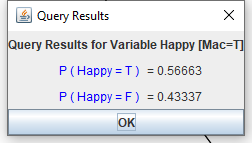 Query Results
Query Results for Variable Happy [Mac=T]
P ( Happy = T ) = 0.56663
P ( Happy = F ) = 0.43337
OK